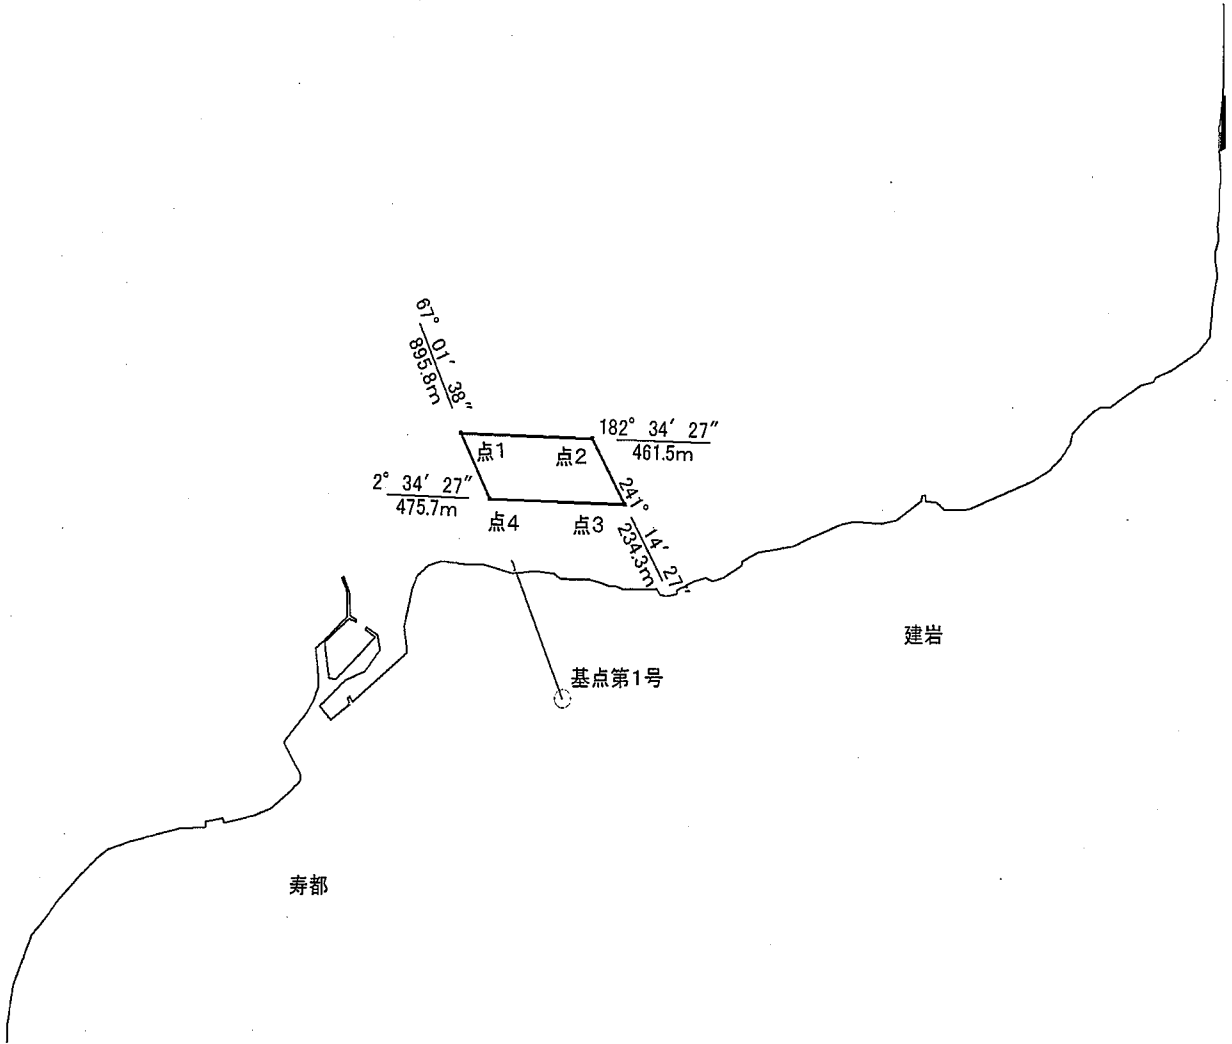 67° 01′ 38″
895.8m
182° 34′ 27″
461.5m
点1
点2
2° 34′ 27″
475.7m
点4
点3
241° 14′ 27″
234.3m
建岩
基点第1号
寿都